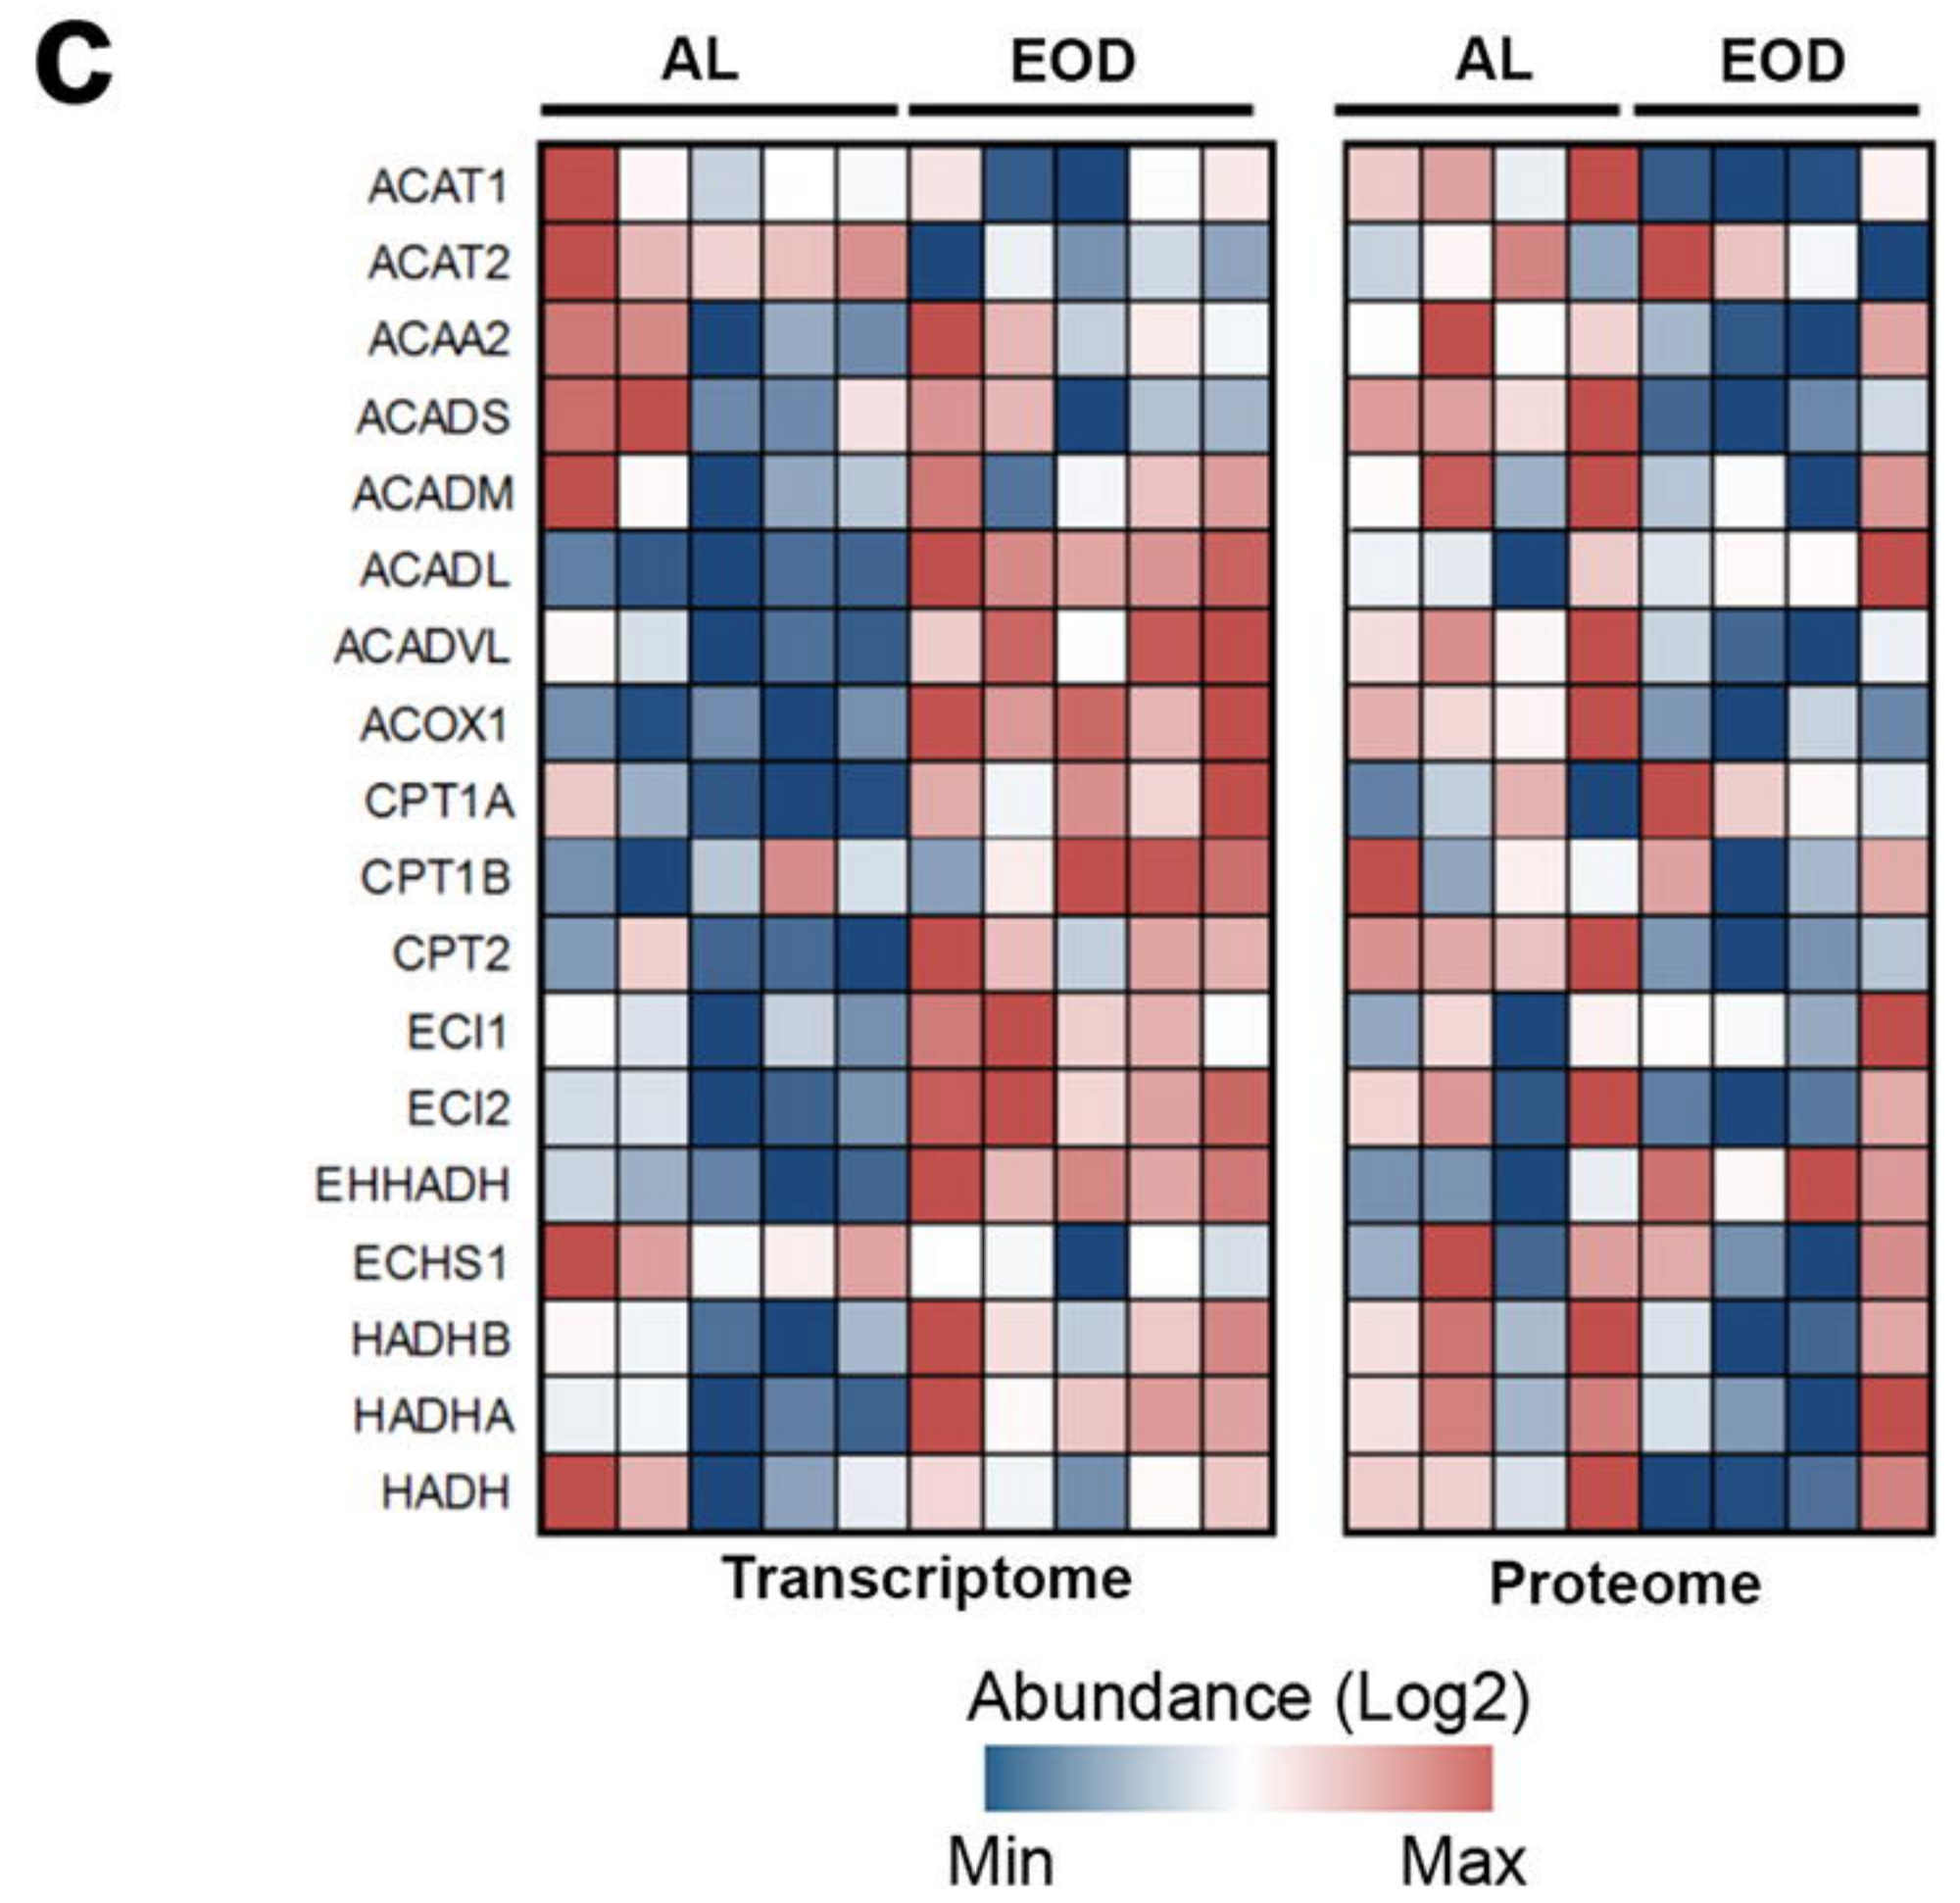 C
AL EOD AL EOD
ACAT1
ACAT2
ACAA2
ACADS
ACADM
ACADL
ACADVL
ACOX1
CPT1A
CPT1B
CPT2
ECI1
ECI2
EHHADH
ECHS1
HADHB
HADHA
HADH
Transcriptome Proteome
Abundance (Log2)
Min Max